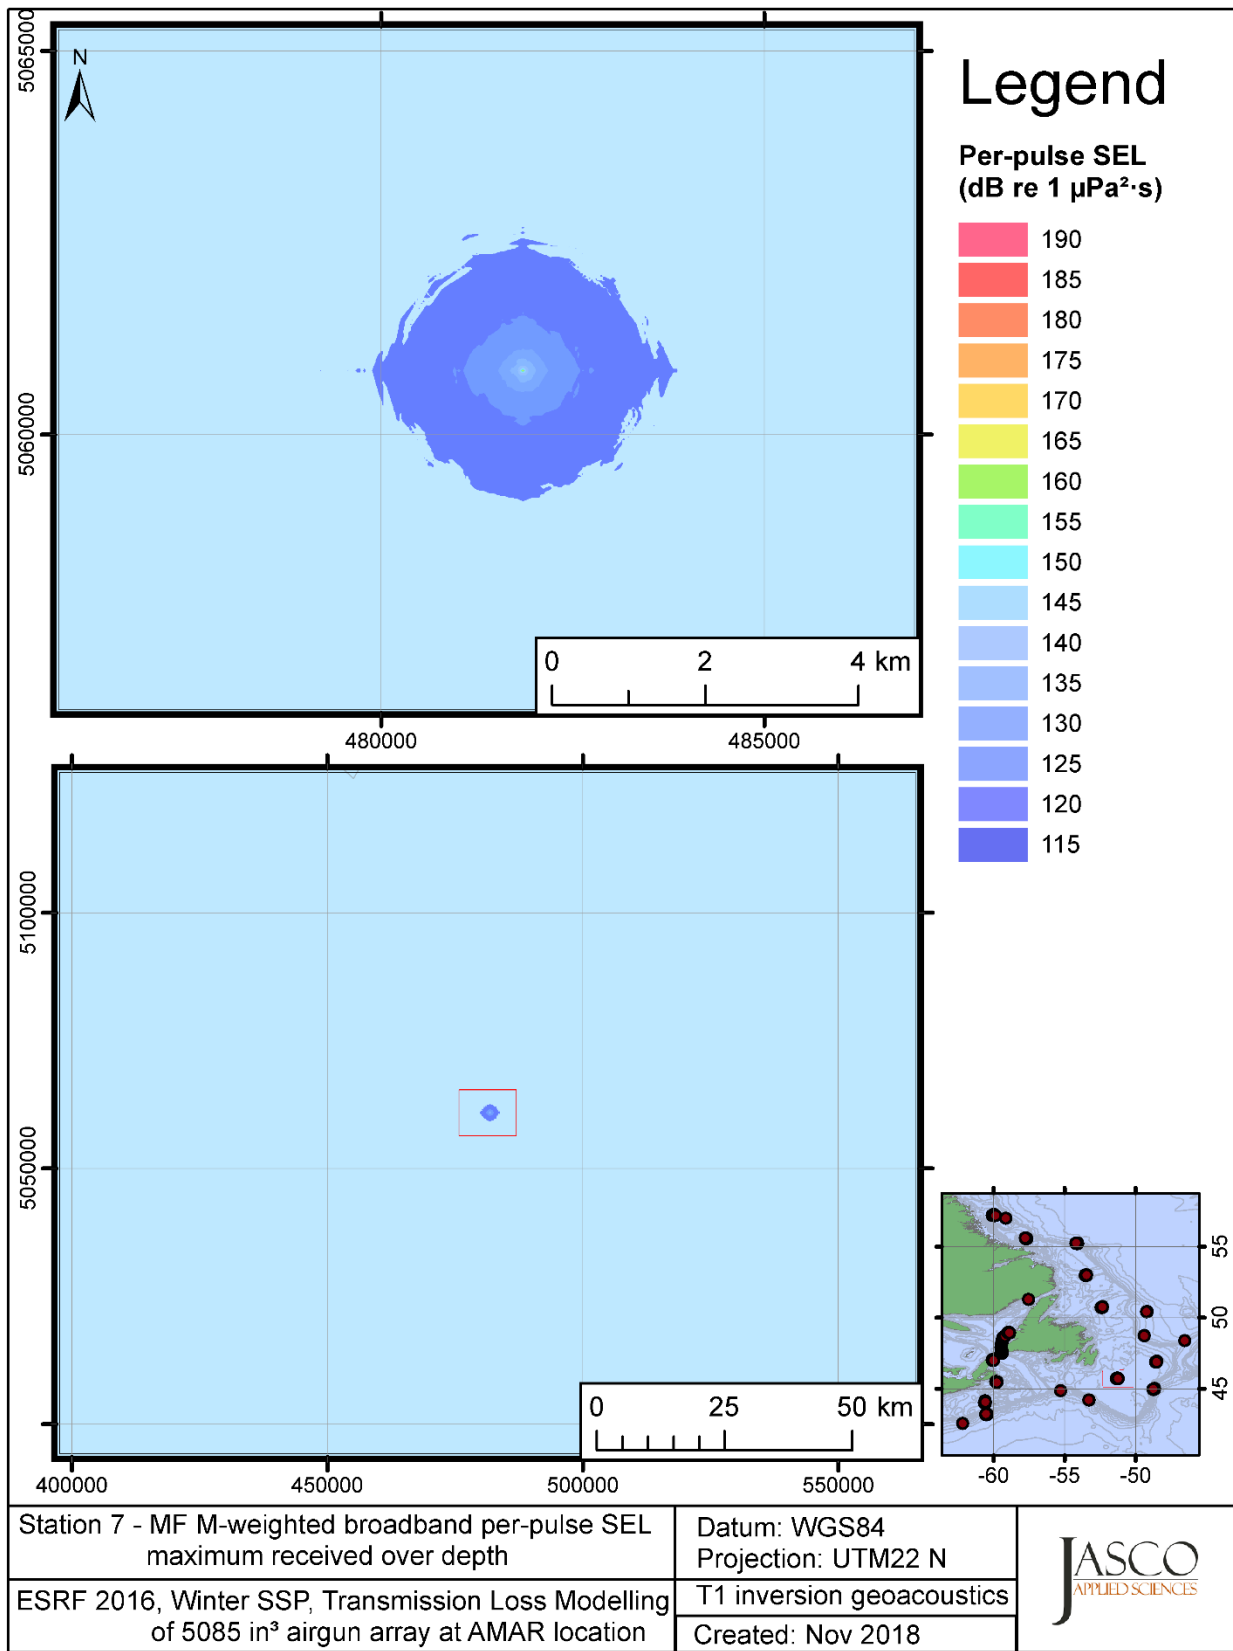 N
5065000
5060000
0 2 4 km
480000 485000
5100000
5050000
0 25 50 km
400000 450000 500000 550000
Legend
Per-pulse SEL
(dB re 1 µPa²·s)
190
185
180
175
170
165
160
155
150
145
140
135
130
125
120
115
55
50
45
-60 -55 -50
Station 7 - MF M-weighted broadband per-pulse SEL
maximum received over depth
ESRF 2016, Winter SSP, Transmission Loss Modelling
of 5085 in³ airgun array at AMAR location
Datum: WGS84
Projection: UTM22 N
T1 inversion geoacoustics
Created: Nov 2018
JASCO
APPLIED SCIENCES